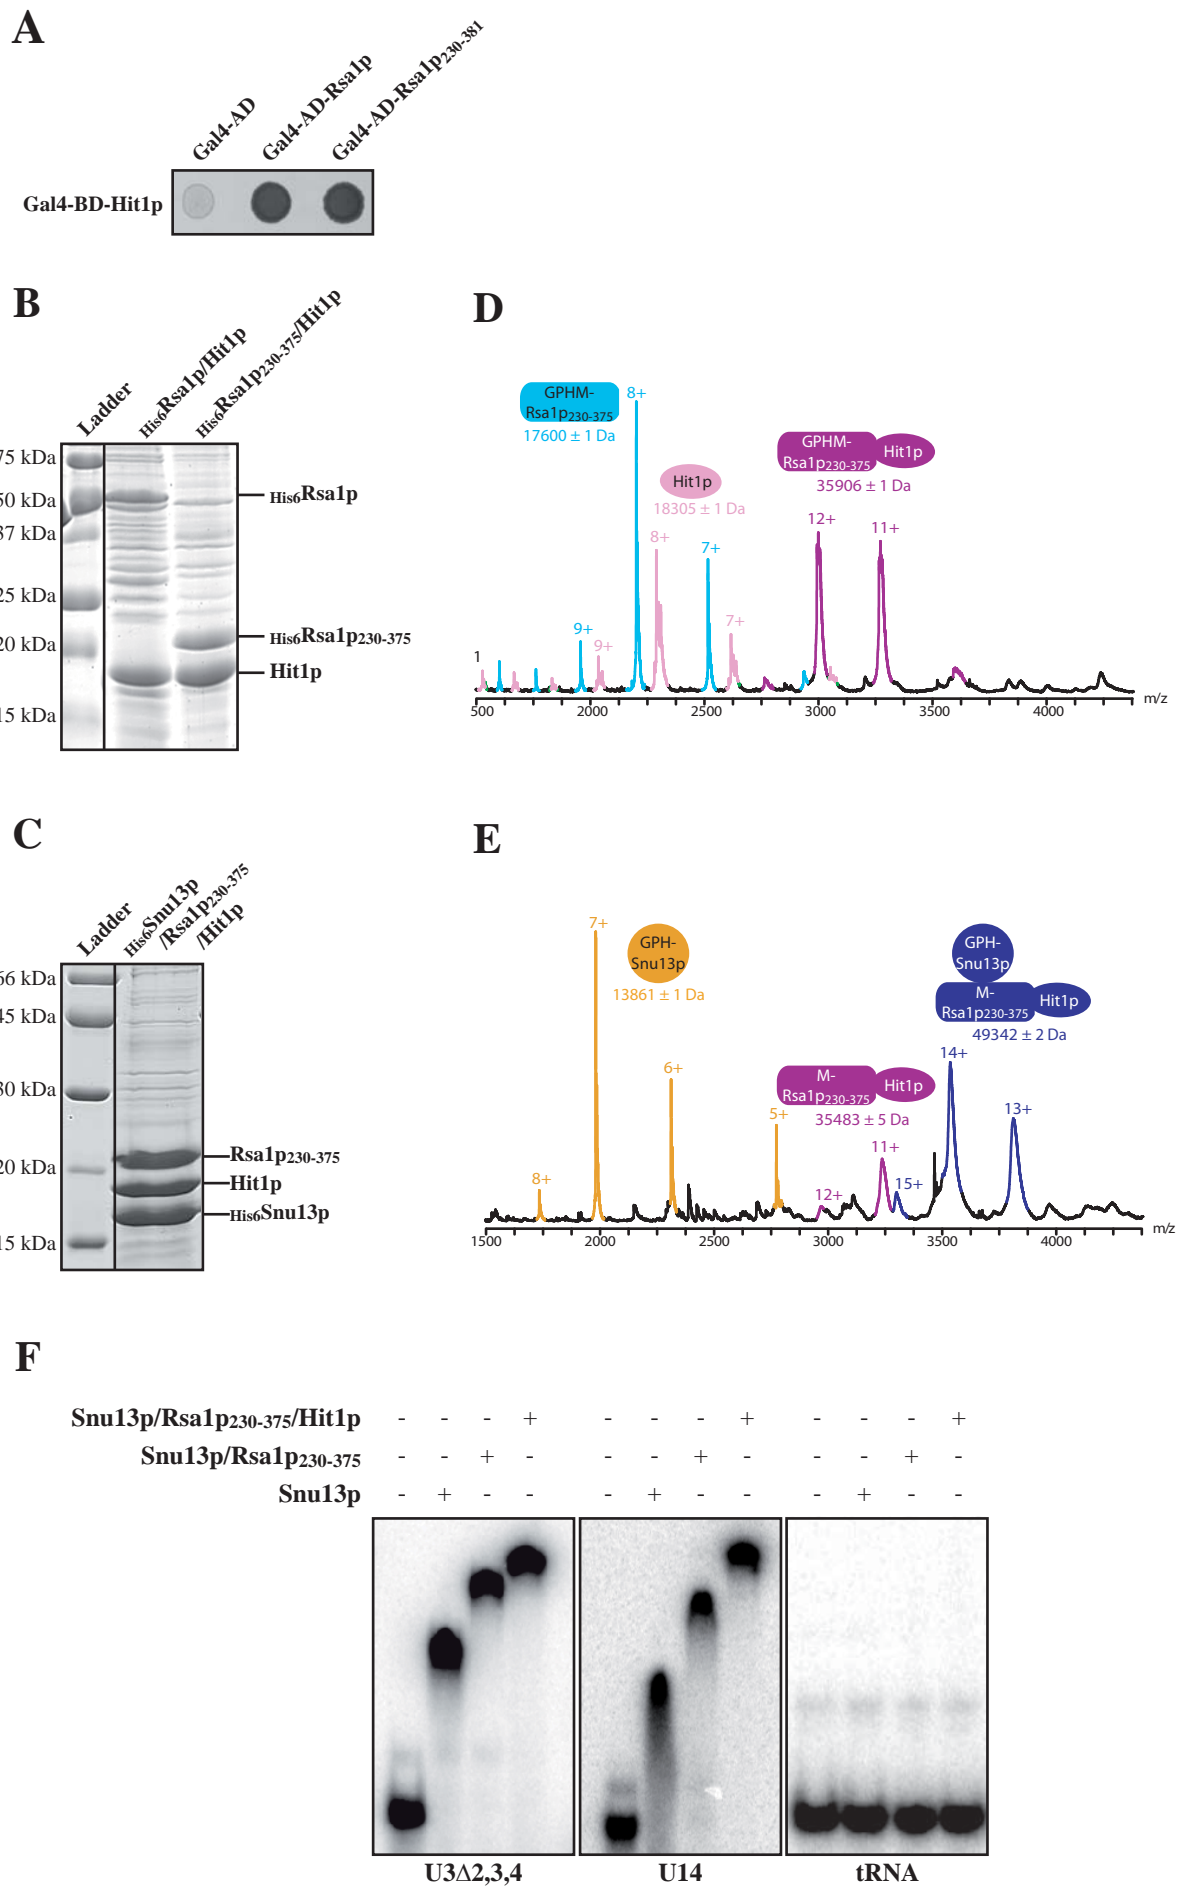 A
Gal4-AD
Gal4-AD-Rsa1p
Gal4-AD-Rsa1p230-381
Gal4-BD-Hit1p
B
Ladder
His6Rsa1p/Hit1p
His6Rsa1p230-375/Hit1p
75 kDa
50 kDa
37 kDa
25 kDa
20 kDa
15 kDa
His6Rsa1p
His6Rsa1p230-375
Hit1p
D
GPHM-
Rsa1p230-375
17600 ± 1 Da
8+
Hit1p
18305 ± 1 Da
8+
7+
GPHM-
Rsa1p230-375
Hit1p
35906 ± 1 Da
12+
11+
9+
9+
7+
1
500
2000
2500
3000
3500
4000
m/z
C
Ladder
His6Snu13p
/Rsa1p230-375
/Hit1p
66 kDa
45 kDa
30 kDa
20 kDa
15 kDa
Rsa1p230-375
Hit1p
His6Snu13p
E
7+
GPH-
Snu13p
13861 ± 1 Da
GPH-
Snu13p
M-
Rsa1p230-375
Hit1p
49342 ± 2 Da
14+
6+
M-
Rsa1p230-375
Hit1p
35483 ± 5 Da
5+
13+
11+
8+
12+
15+
1500
2000
2500
3000
3500
4000
m/z
F
Snu13p/Rsa1p230-375/Hit1p - - - + - - - + - - - +
Snu13p/Rsa1p230-375 - - + - - - + - - - + -
Snu13p - + - - - + - - - + - -
U3Δ2,3,4
U14
tRNA